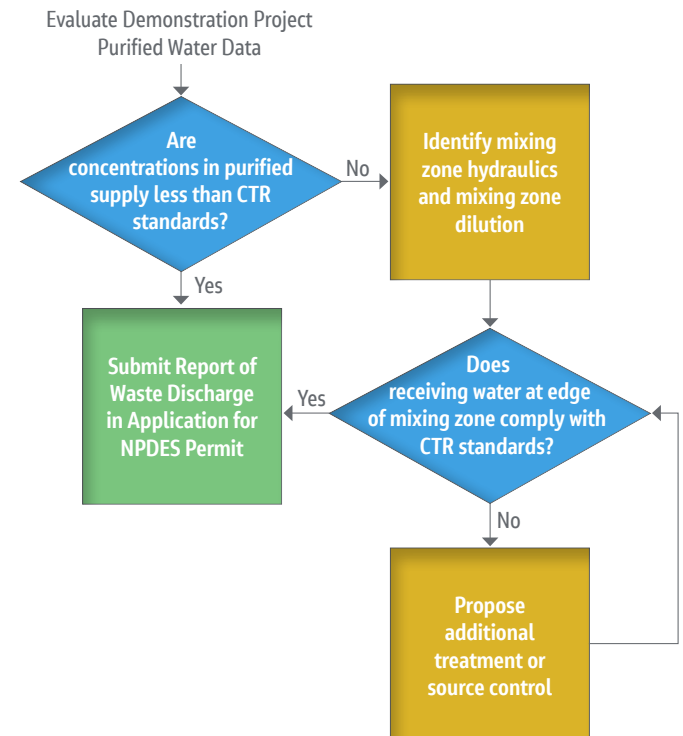 Evaluate Demonstration Project
Purified Water Data
Are
concentrations in purified
supply less than CTR
standards?
No
Identify mixing
zone hydraulics
and mixing zone
dilution
Yes
Submit Report of
Waste Discharge
in Application for
NPDES Permit
Yes
Does
receiving water at edge
of mixing zone comply with
CTR standards?
No
Propose
additional
treatment or
source control